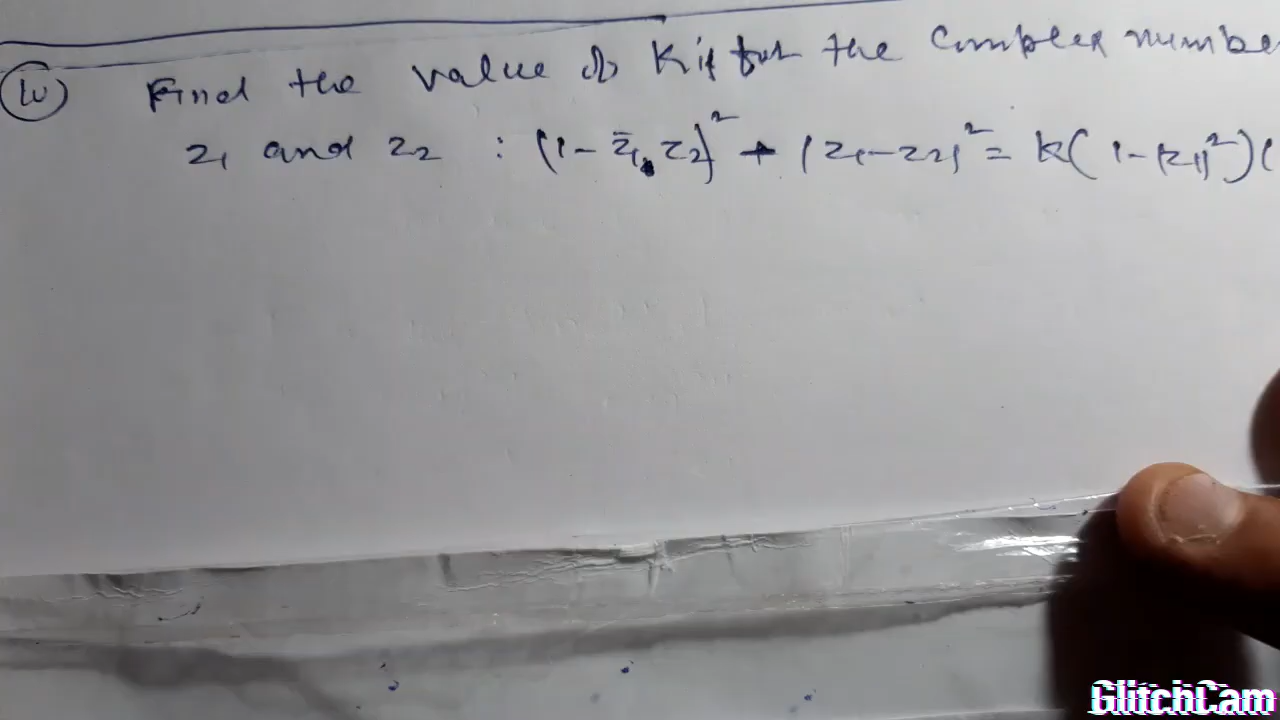 (iv) Find the value of K if for the complex numbe
z₁ and z₂ : |1 - z̄₁. z₂|² + |z₁-z₂|² = K( 1-|z₁|²)(
GlitchCam